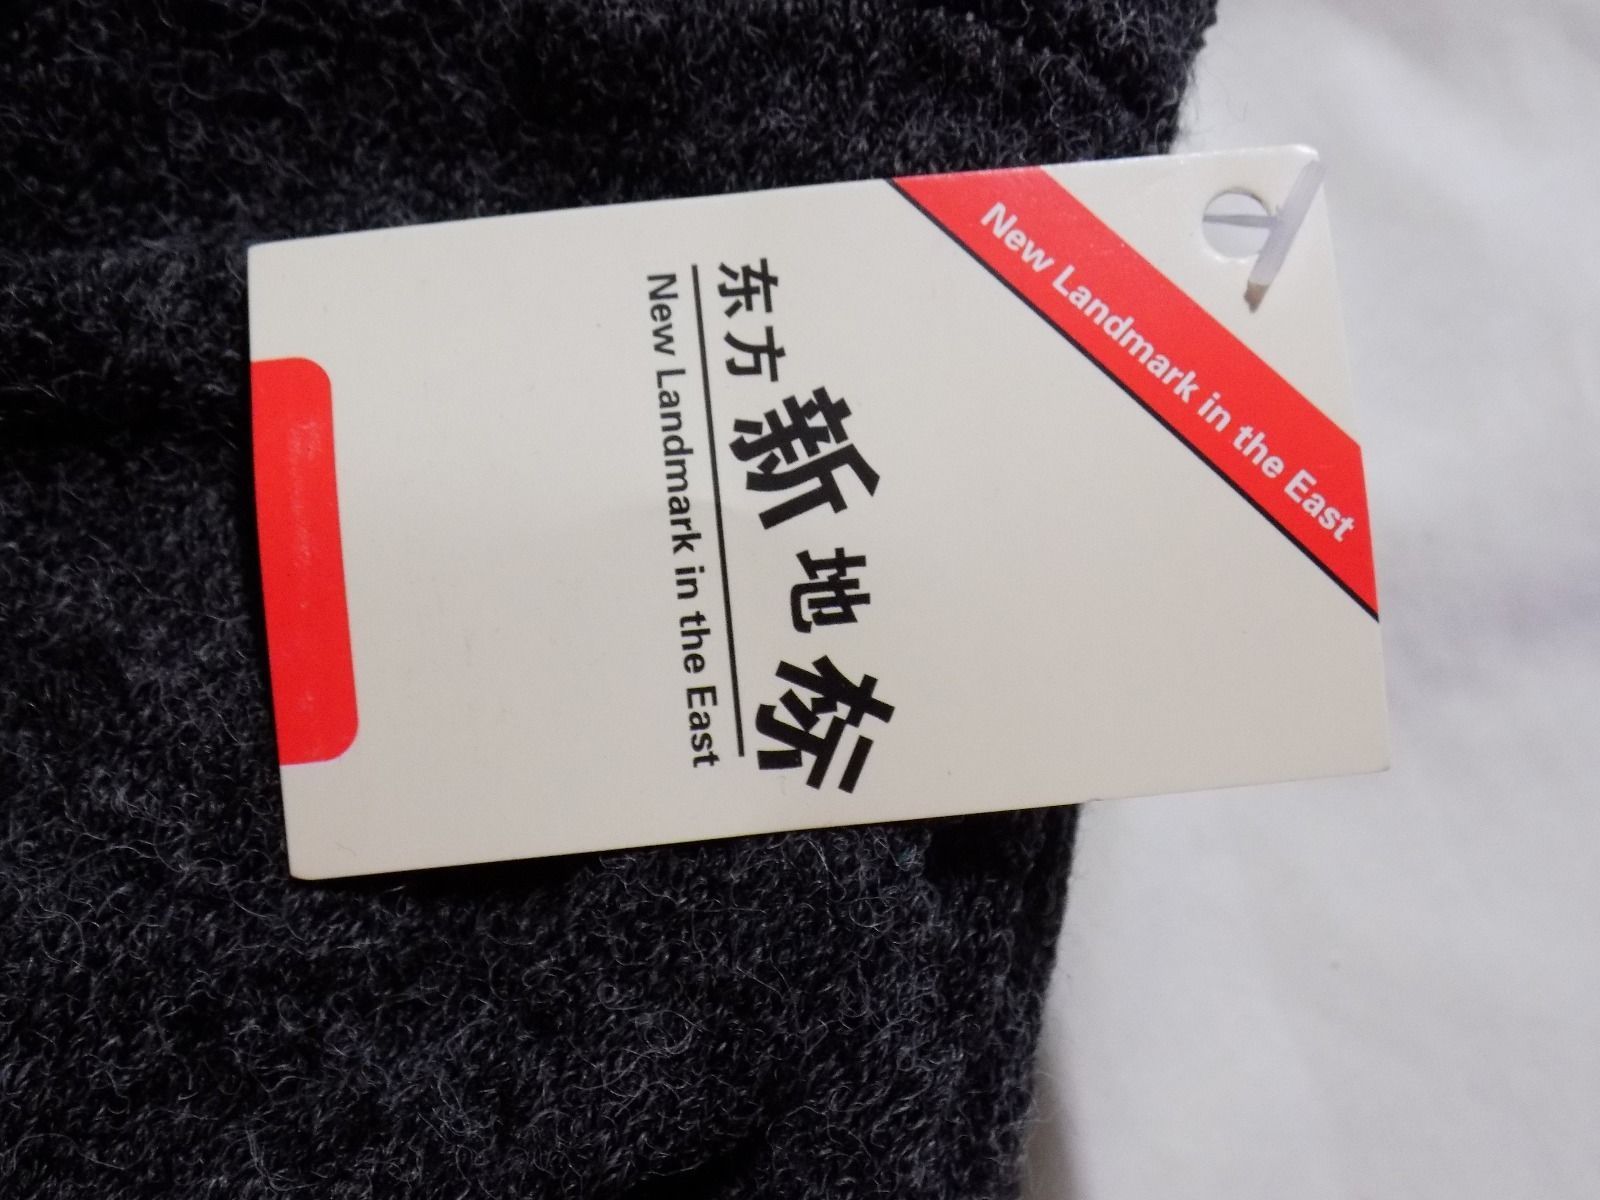 New Landmark in the East
东方新地标
New Landmark in the East